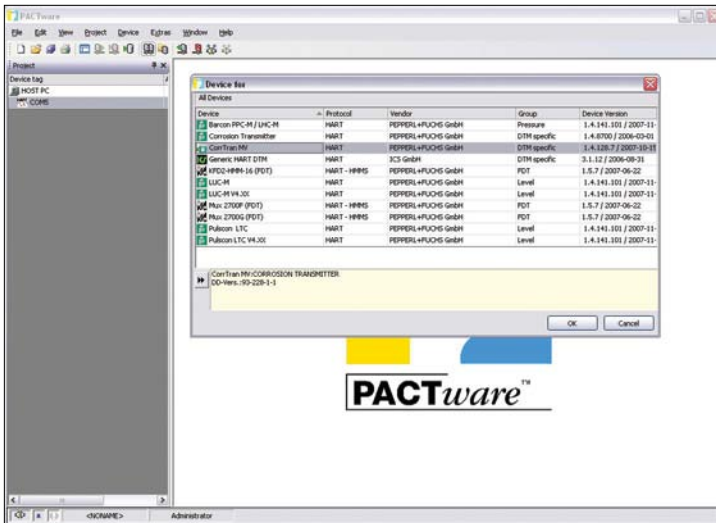 PACTware
File Edit View Project Device Extras Window Help
Project
Device tag
HOST PC
COM5
Device for
All Devices
Device Protocol Vendor Group Device Version
Barcon PPC-M / LHC-M HART PEPPERL+FUCHS GmbH Pressure 1.4.141.101 / 2007-11-
Corrosion Transmitter HART PEPPERL+FUCHS GmbH DTM specific 1.4.8700 / 2006-03-01
CorrTran MV HART PEPPERL+FUCHS GmbH DTM specific 1.4.128.7 / 2007-10-15
Generic HART DTM HART ICS GmbH DTM specific 3.1.12 / 2006-08-31
KFD2-HMM-16 (FDT) HART - HMMS PEPPERL+FUCHS GmbH FDT 1.5.7 / 2007-06-22
LUC-M HART PEPPERL+FUCHS GmbH Level 1.4.141.101 / 2007-11-
LUC-M V4.XX HART PEPPERL+FUCHS GmbH Level 1.4.141.101 / 2007-11-
Mux 2700F (FDT) HART - HMMS PEPPERL+FUCHS GmbH FDT 1.5.7 / 2007-06-22
Mux 2700G (FDT) HART - HMMS PEPPERL+FUCHS GmbH FDT 1.5.7 / 2007-06-22
Pulscon LTC HART PEPPERL+FUCHS GmbH Level 1.4.141.101 / 2007-11-
Pulscon LTC V4.XX HART PEPPERL+FUCHS GmbH Level 1.4.141.101 / 2007-11-
CorrTran MV:CORROSION TRANSMITTER
DD-Vers.:93-228-1-1
OK Cancel
PACTware™
<NONAME> Administrator